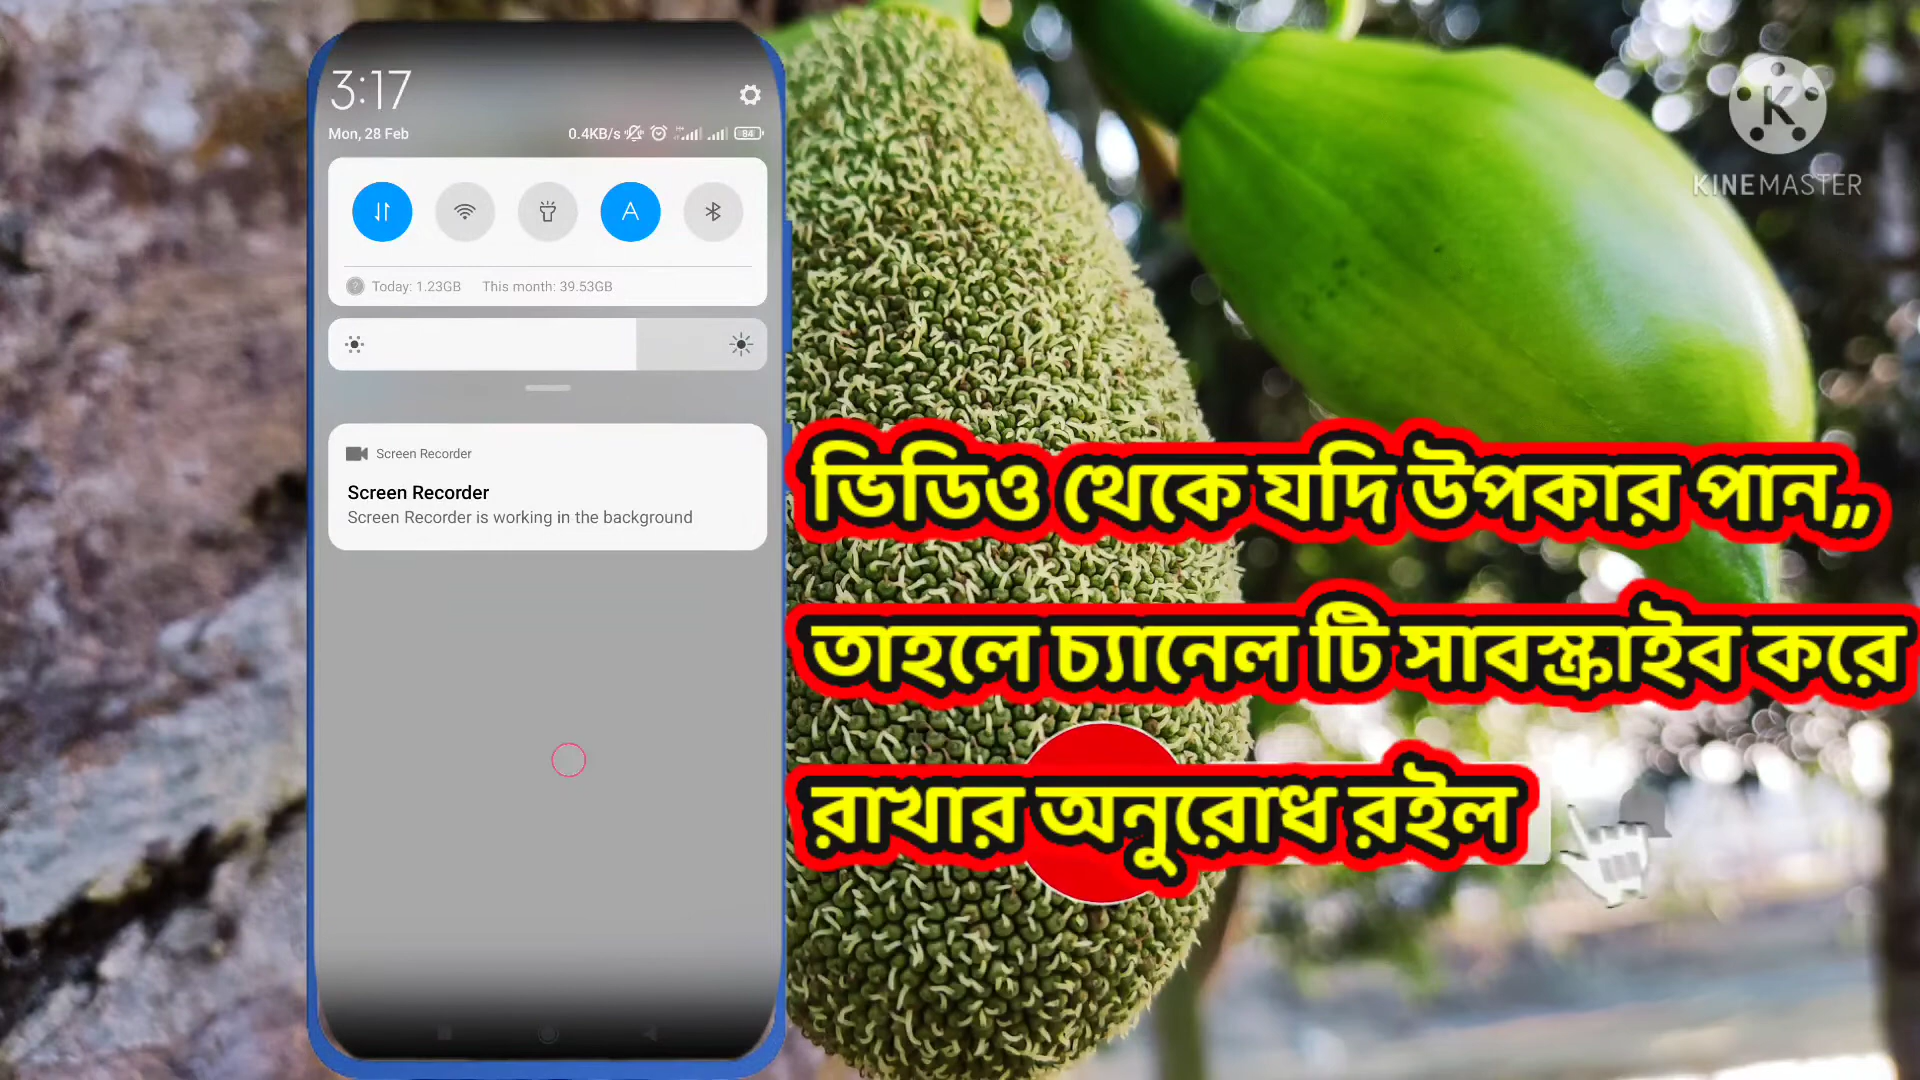 3:17
Mon, 28 Feb
0.4KB/s 84
A
Today: 1.23GB This month: 39.53GB
Screen Recorder
Screen Recorder
Screen Recorder is working in the background
K
KINEMASTER
ভিডিও থেকে যদি উপকার পান,,
তাহলে চ্যানেল টি সাবস্ক্রাইব করে
রাখার অনুরোধ রইল